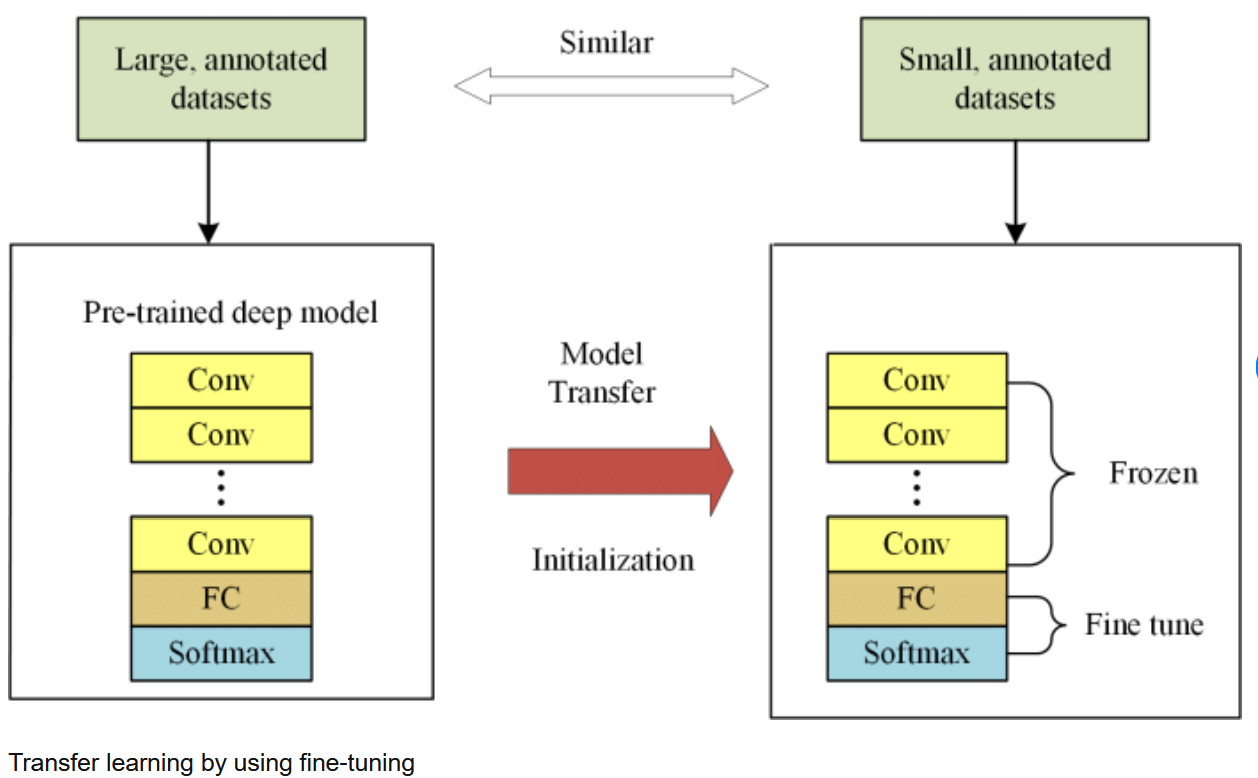 Large, annotated
datasets
Similar
Small, annotated
datasets
Pre-trained deep model
Conv
Conv
Conv
FC
Softmax
Model
Transfer
Initialization
Conv
Conv
Conv
FC
Softmax
Frozen
Fine tune
Transfer learning by using fine-tuning